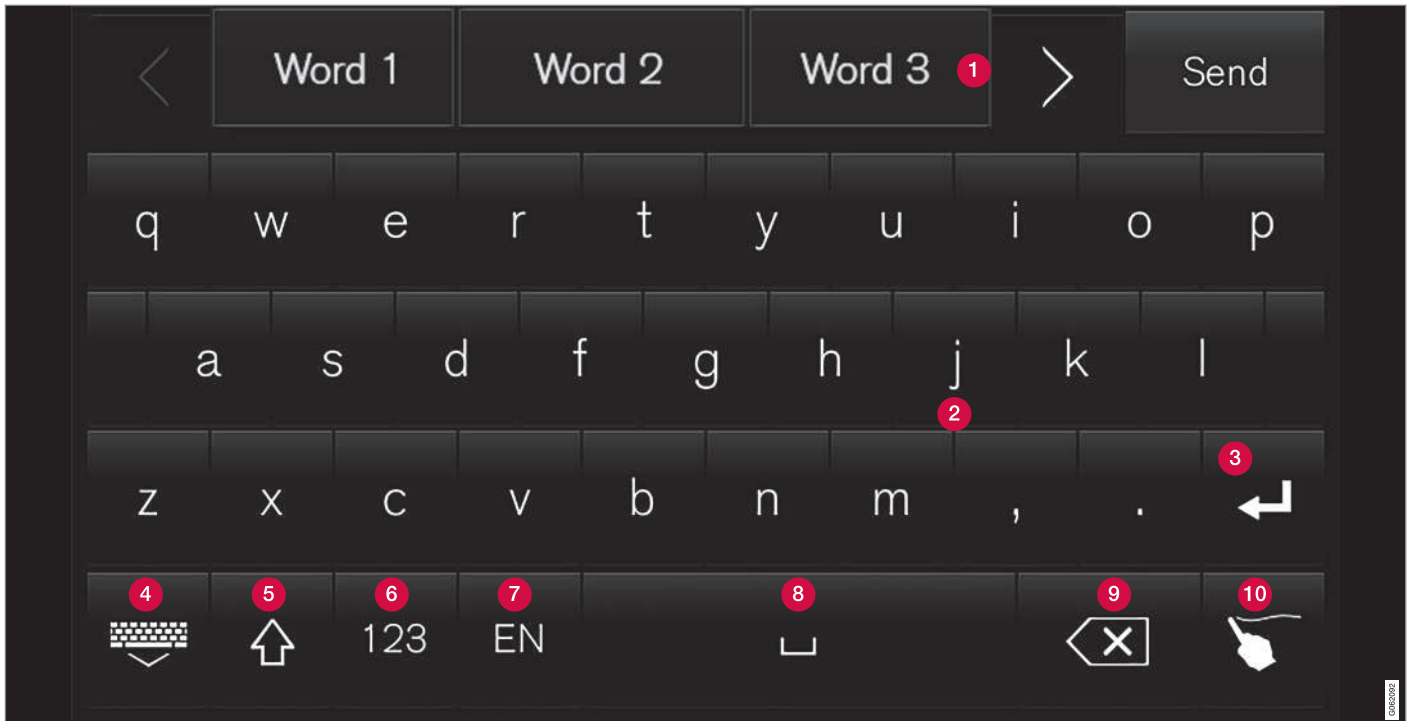 Word 1 Word 2 Word 3 1 Send
q w e r t y u i o p
a s d f g h j k l
2
3
z x c v b n m , .
4 5 6 7 8 9 10
123 EN
G062092